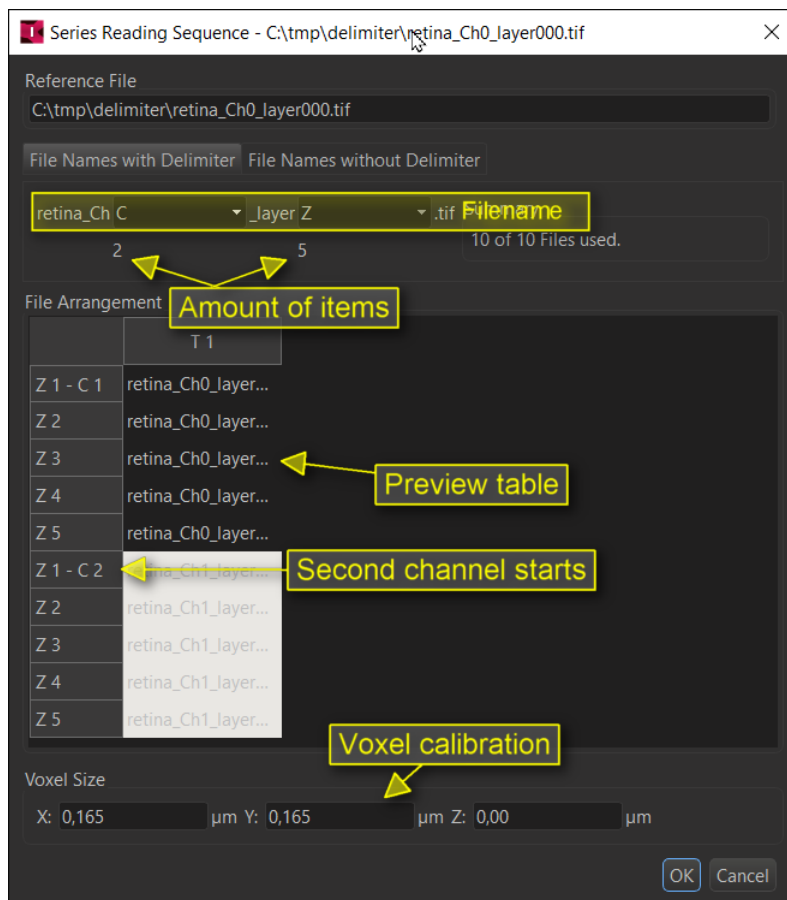 Series Reading Sequence - C:\tmp\delimiter\retina_Ch0_layer000.tif
Reference File
C:\tmp\delimiter\retina_Ch0_layer000.tif
File Names with Delimiter File Names without Delimiter
retina_Ch C _layer Z .tif Filename
10 of 10 Files used.
2 5
Amount of items
File Arrangement
T 1
Z 1 - C 1 retina_Ch0_layer...
Z 2 retina_Ch0_layer...
Z 3 retina_Ch0_layer...
Z 4 retina_Ch0_layer...
Z 5 retina_Ch0_layer...
Preview table
Z 1 - C 2 retina_Ch1_layer...
Second channel starts
Z 2 retina_Ch1_layer...
Z 3 retina_Ch1_layer...
Z 4 retina_Ch1_layer...
Z 5 retina_Ch1_layer...
Voxel calibration
Voxel Size
X: 0,165 µm Y: 0,165 µm Z: 0,00 µm
OK Cancel